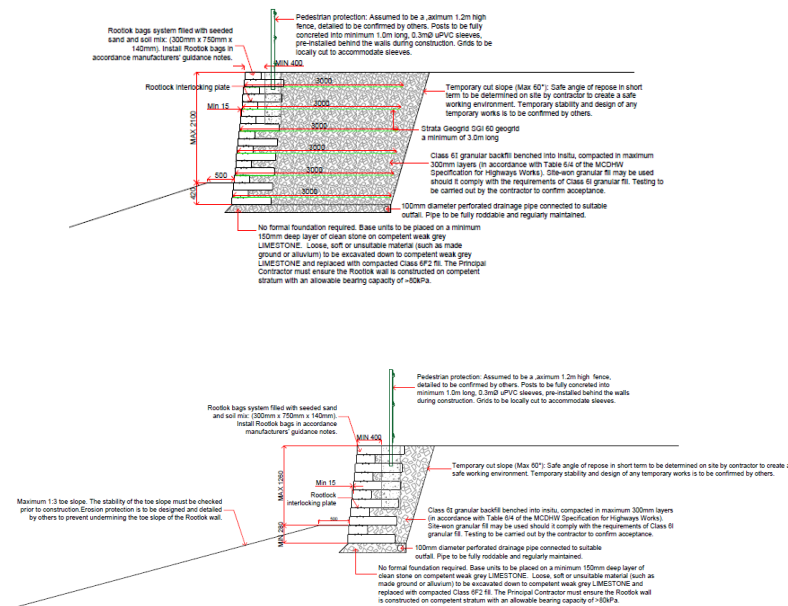 Pedestrian protection: Assumed to be a ,aximum 1.2m high
fence, detailed to be confirmed by others. Posts to be fully
concreted into minimum 1.0m long, 0.3mØ uPVC sleeves,
pre-installed behind the walls during construction. Grids to be
locally cut to accommodate sleeves.
Rootlok bags system filled with seeded
sand and soil mix: (300mm x 750mm x
140mm). Install Rootlok bags in
accordance manufacturers' guidance notes.
MIN 400
Rootlock interlocking plate
3000
Temporary cut slope (Max 60°): Safe angle of repose in short
term to be determined on site by contractor to create a safe
working environment. Temporary stability and design of any
temporary works is to be confirmed by others.
Min 15
3000
MAX 2100
3000
Strata Geogrid SGI 60 geogrid
a minimum of 3.0m long
3000
Class 6I granular backfill benched into insitu, compacted in maximum
300mm layers (in accordance with Table 6/4 of the MCDHW
Specification for Highways Works). Site-won granular fill may be used
should it comply with the requirements of Class 6I granular fill. Testing to
be carried out by the contractor to confirm acceptance.
500
3000
420
100mm diameter perforated drainage pipe connected to suitable
outfall. Pipe to be fully roddable and regularly maintained.
No formal foundation required. Base units to be placed on a minimum
150mm deep layer of clean stone on competent weak grey
LIMESTONE. Loose, soft or unsuitable material (such as made
ground or alluvium) to be excavated down to competent weak grey
LIMESTONE and replaced with compacted Class 6F2 fill. The Principal
Contractor must ensure the Rootlok wall is constructed on competent
stratum with an allowable bearing capacity of >80kPa.
Pedestrian protection: Assumed to be a ,aximum 1.2m high fence,
detailed to be confirmed by others. Posts to be fully concreted into
minimum 1.0m long, 0.3mØ uPVC sleeves, pre-installed behind the walls
during construction. Grids to be locally cut to accommodate sleeves.
Rootlok bags system filled with seeded sand
and soil mix: (300mm x 750mm x 140mm).
Install Rootlok bags in accordance
manufacturers' guidance notes.
MIN 400
Temporary cut slope (Max 60°): Safe angle of repose in short term to be determined on site by contractor to create a
safe working environment. Temporary stability and design of any temporary works is to be confirmed by others.
MAX 1260
Min 15
Rootlock
interlocking plate
Maximum 1:3 toe slope. The stability of the toe slope must be checked
prior to construction.Erosion protection is to be designed and detailed
by others to prevent undermining the toe slope of the Rootlok wall.
Class 6I granular backfill benched into insitu, compacted in maximum 300mm layers
(in accordance with Table 6/4 of the MCDHW Specification for Highways Works).
Site-won granular fill may be used should it comply with the requirements of Class 6I
granular fill. Testing to be carried out by the contractor to confirm acceptance.
500
MIN 280
100mm diameter perforated drainage pipe connected to suitable
outfall. Pipe to be fully roddable and regularly maintained.
No formal foundation required. Base units to be placed on a minimum 150mm deep layer of
clean stone on competent weak grey LIMESTONE. Loose, soft or unsuitable material (such as
made ground or alluvium) to be excavated down to competent weak grey LIMESTONE and
replaced with compacted Class 6F2 fill. The Principal Contractor must ensure the Rootlok wall
is constructed on competent stratum with an allowable bearing capacity of >80kPa.